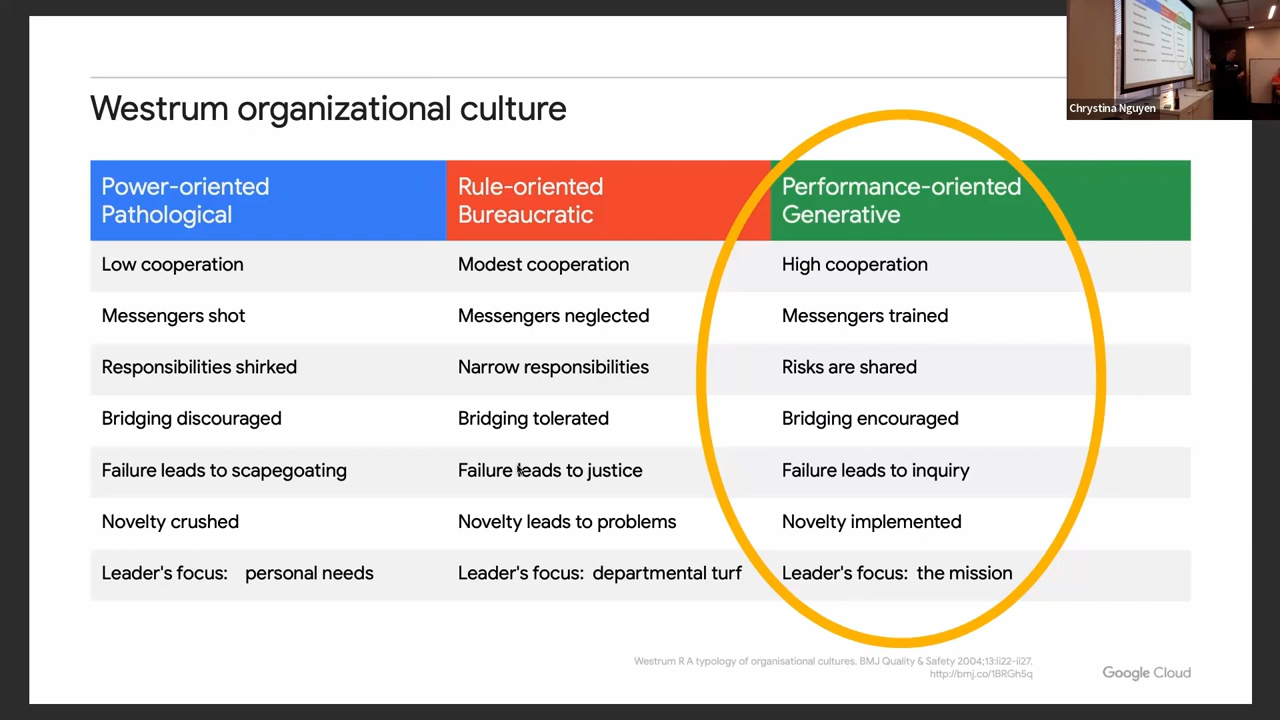 Chrystina Nguyen
Westrum organizational culture
Power-oriented
Pathological
Rule-oriented
Bureaucratic
Performance-oriented
Generative
Low cooperation
Modest cooperation
High cooperation
Messengers shot
Messengers neglected
Messengers trained
Responsibilities shirked
Narrow responsibilities
Risks are shared
Bridging discouraged
Bridging tolerated
Bridging encouraged
Failure leads to scapegoating
Failure leads to justice
Failure leads to inquiry
Novelty crushed
Novelty leads to problems
Novelty implemented
Leader's focus: personal needs
Leader's focus: departmental turf
Leader's focus: the mission
Westrum R A typology of organisational cultures. BMJ Quality & Safety 2004;13:ii22-ii27.
http://bmj.co/1BRGh5q
Google Cloud